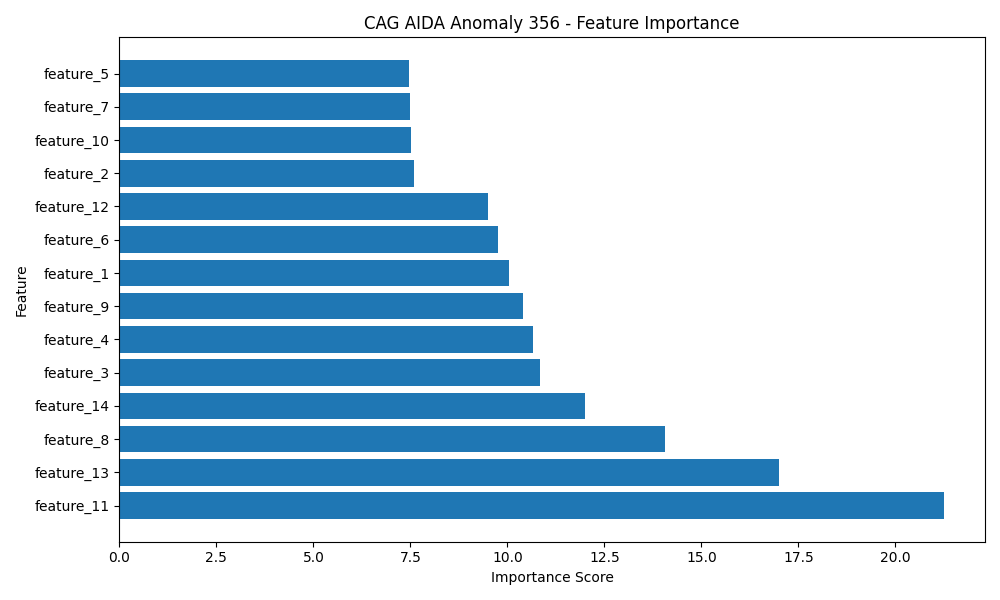 CAG AIDA Anomaly 356 - Feature Importance
Feature
feature_5
feature_7
feature_10
feature_2
feature_12
feature_6
feature_1
feature_9
feature_4
feature_3
feature_14
feature_8
feature_13
feature_11
0.0 2.5 5.0 7.5 10.0 12.5 15.0 17.5 20.0
Importance Score